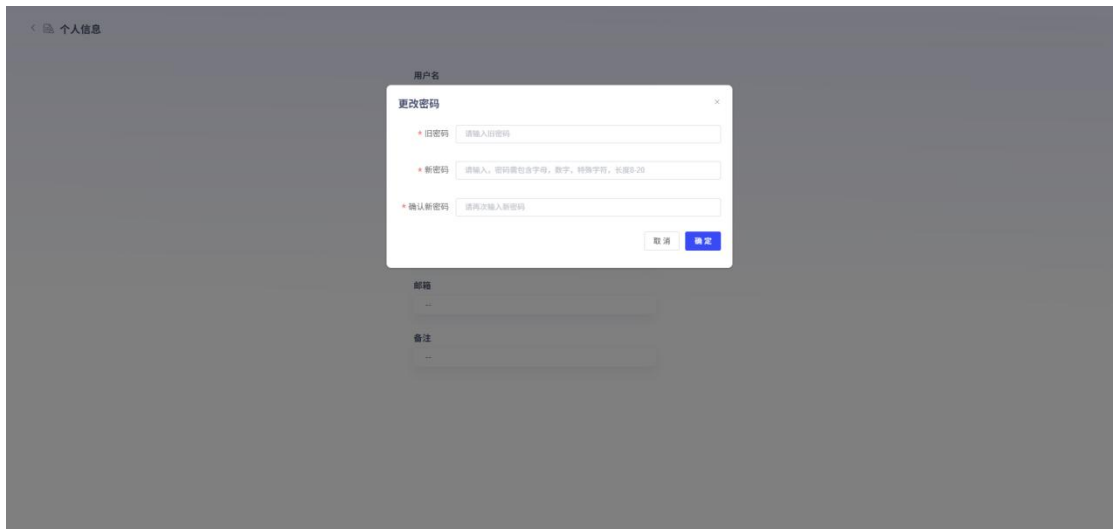 个人信息
用户名
更改密码
* 旧密码 请输入旧密码
* 新密码 请输入，密码需包含字母，数字，特殊字符，长度8-20
* 确认新密码 请再次输入新密码
取消 确定
邮箱
--
备注
--